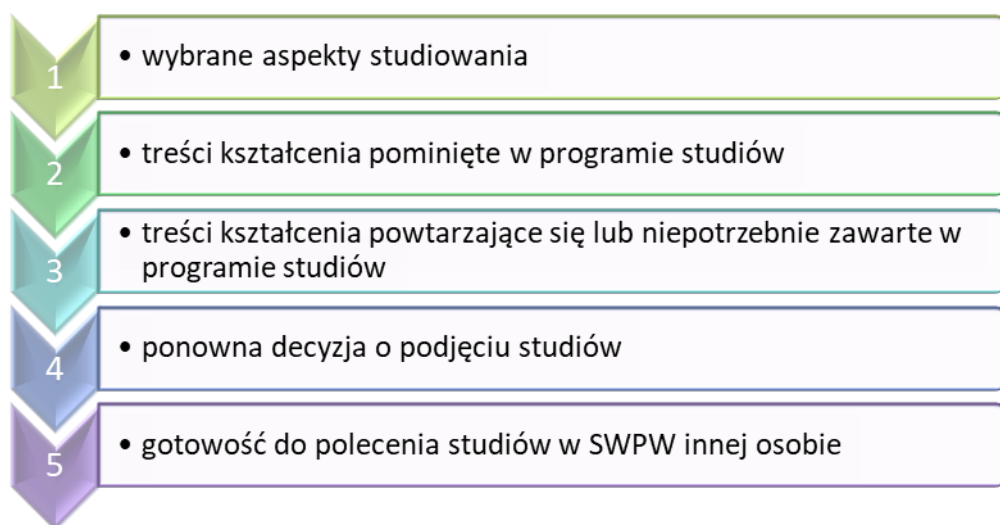 1
• wybrane aspekty studiowania
2
• treści kształcenia pominięte w programie studiów
3
• treści kształcenia powtarzające się lub niepotrzebnie zawarte w
programie studiów
4
• ponowna decyzja o podjęciu studiów
5
• gotowość do polecenia studiów w SWPW innej osobie